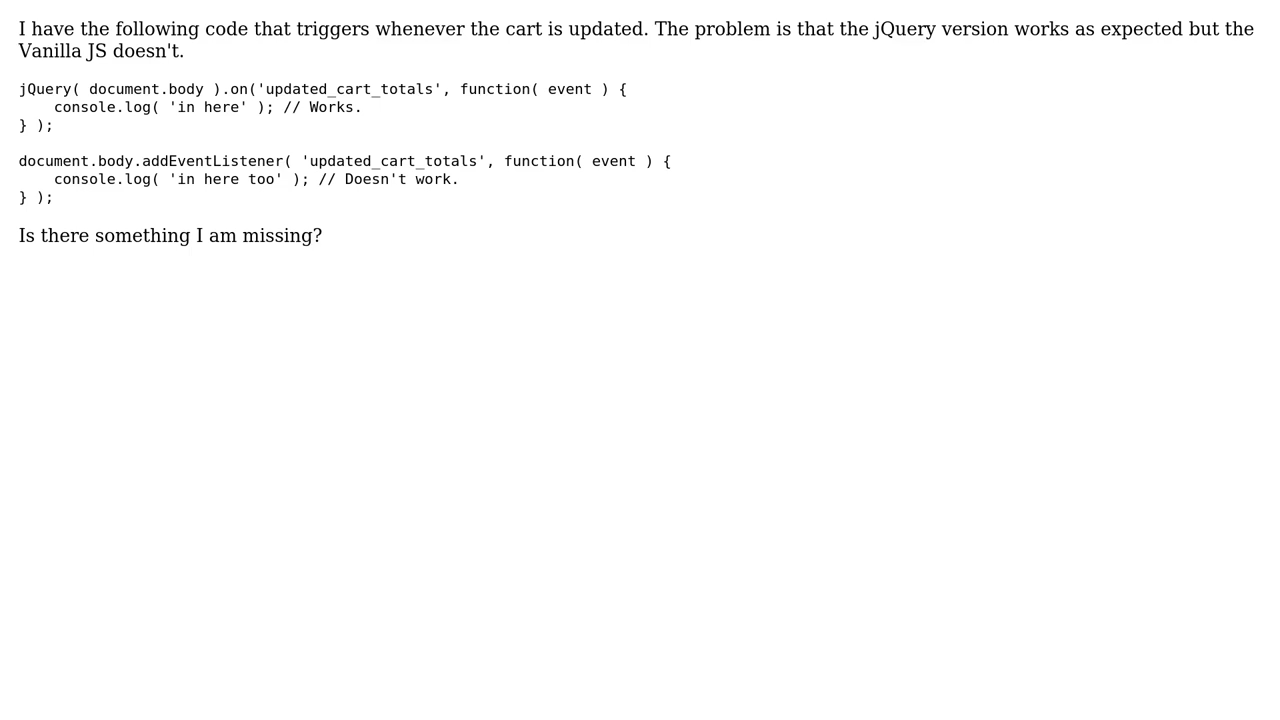 I have the following code that triggers whenever the cart is updated. The problem is that the jQuery version works as expected but the
Vanilla JS doesn't.
jQuery( document.body ).on('updated_cart_totals', function( event ) {
    console.log( 'in here' ); // Works.
} );
document.body.addEventListener( 'updated_cart_totals', function( event ) {
    console.log( 'in here too' ); // Doesn't work.
} );
Is there something I am missing?